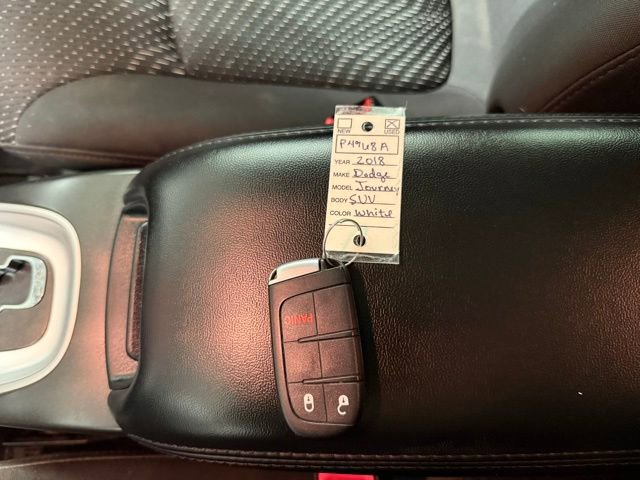 NEW USED
P4968A
YEAR 2018
MAKE Dodge
MODEL Journey
BODY SUV
COLOR White
PANIC